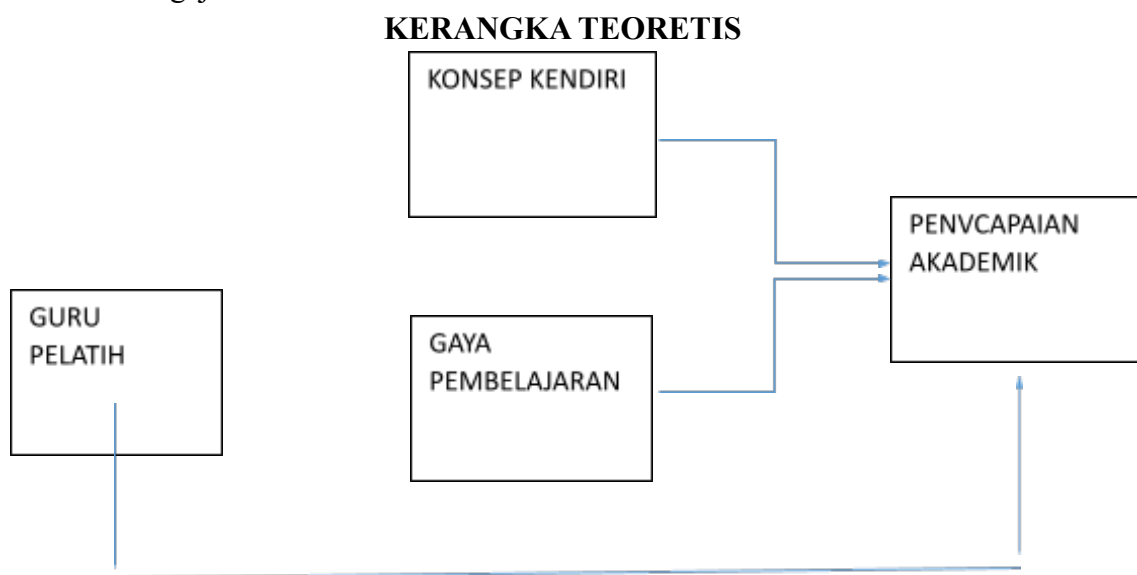 KERANGKA TEORETIS
KONSEP KENDIRI
PENVCAPAIAN
AKADEMIK
GURU
PELATIH
GAYA
PEMBELAJARAN